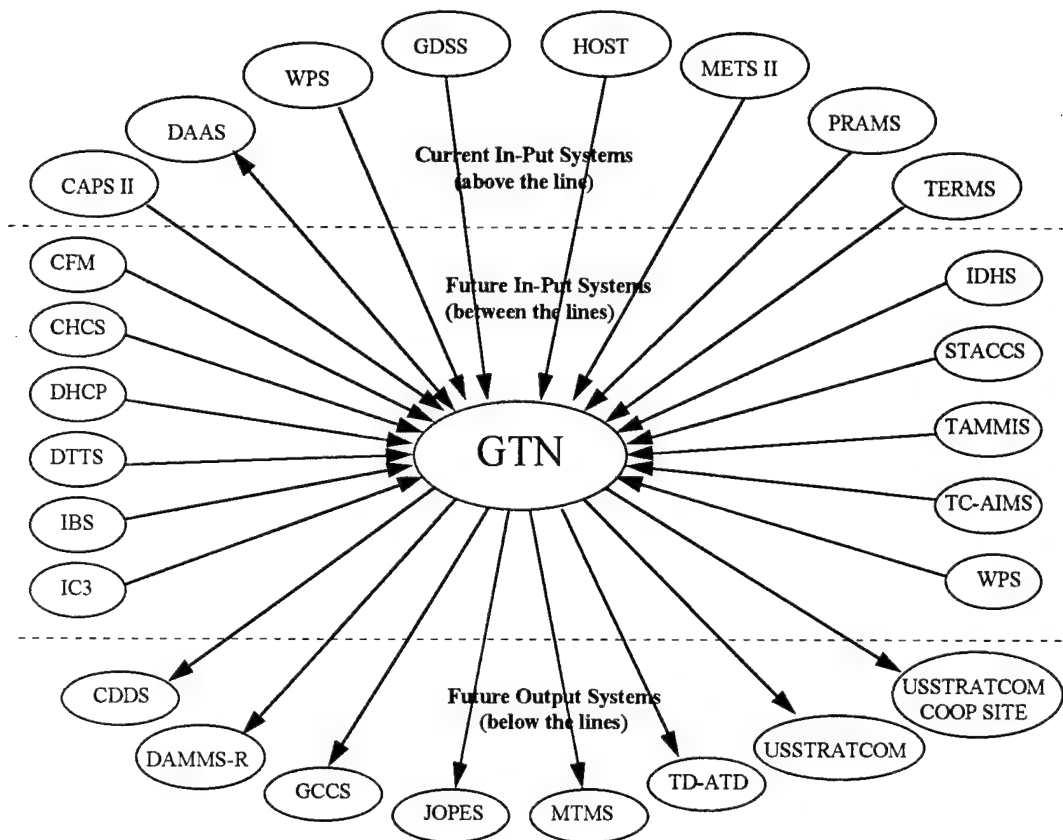 GDSS
HOST
WPS
METS II
DAAS
PRAMS
Current In-Put Systems
(above the line)
CAPS II
TERMS
CFM
IDHS
Future In-Put Systems
(between the lines)
CHCS
STACCS
DHCP
TAMMIS
GTN
DTTS
TC-AIMS
IBS
WPS
IC3
CDDS
Future Output Systems
(below the lines)
USSTRATCOM
COOP SITE
DAMMS-R
USSTRATCOM
GCCS
TD-ATD
JOPES
MTMS